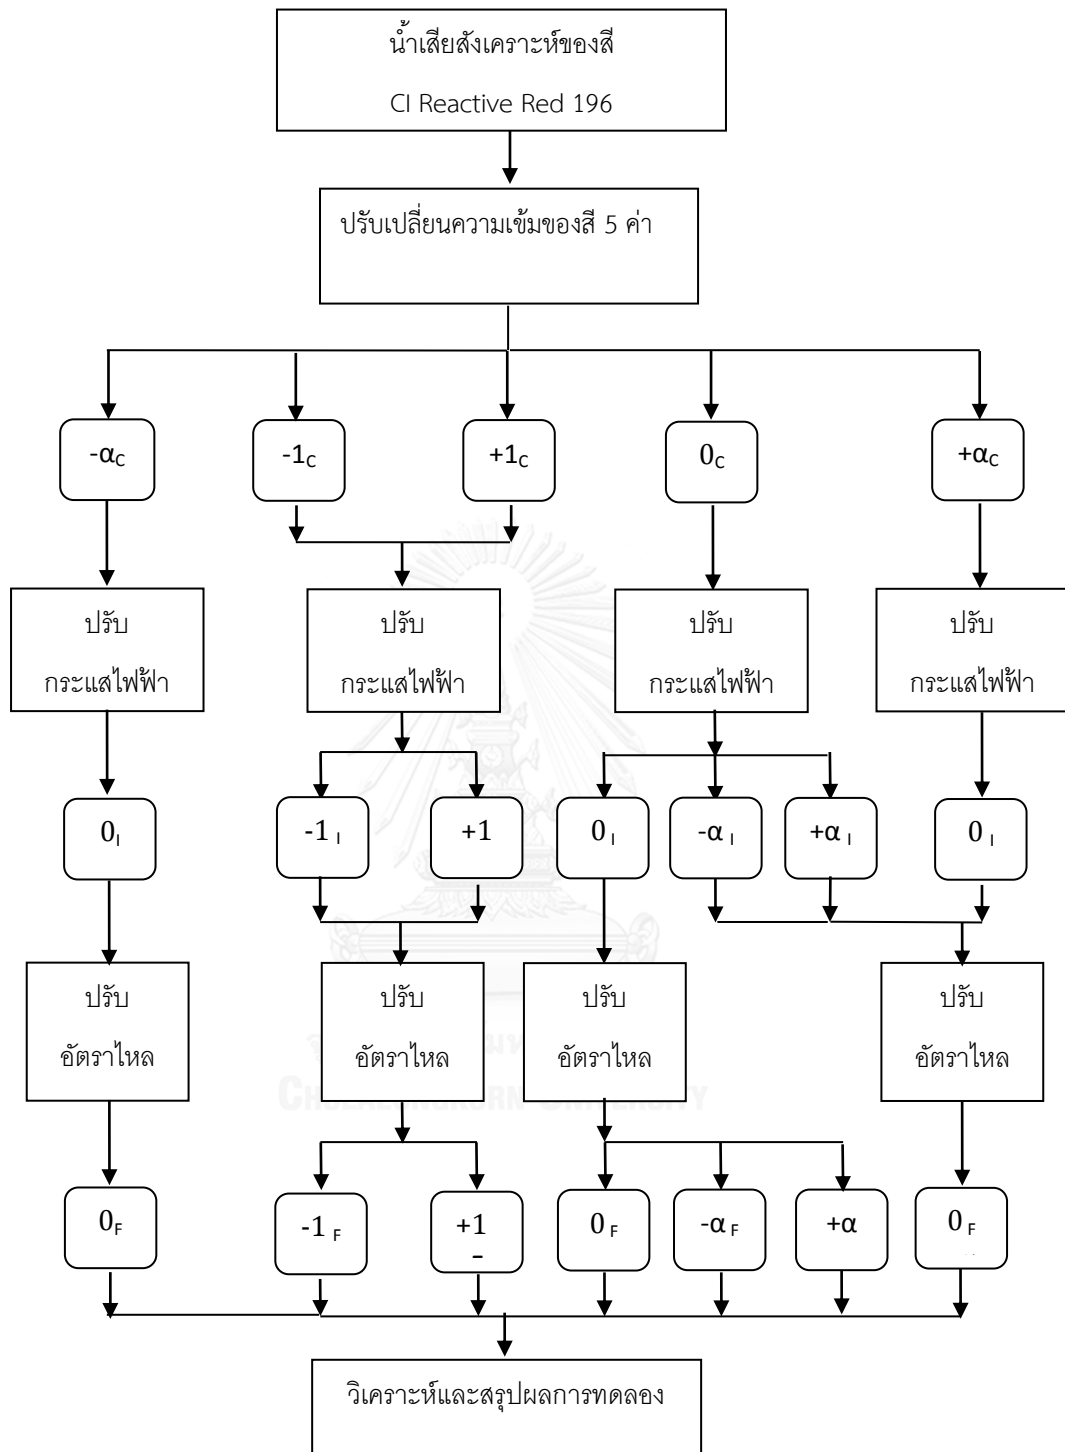 น้ำเสียสังเคราะห์ของสี
CI Reactive Red 196
ปรับเปลี่ยนความเข้มของสี 5 ค่า
-αC
-1C
+1C
0C
+αC
ปรับ
กระแสไฟฟ้า
ปรับ
กระแสไฟฟ้า
ปรับ
กระแสไฟฟ้า
ปรับ
กระแสไฟฟ้า
0I
-1 I
+1
0 I
-α I
+α I
0 I
ปรับ
อัตราไหล
ปรับ
อัตราไหล
ปรับ
อัตราไหล
ปรับ
อัตราไหล
CHULALONGKORN UNIVERSITY
0F
-1 F
+1
0 F
-α F
+α
0 F
วิเคราะห์และสรุปผลการทดลอง